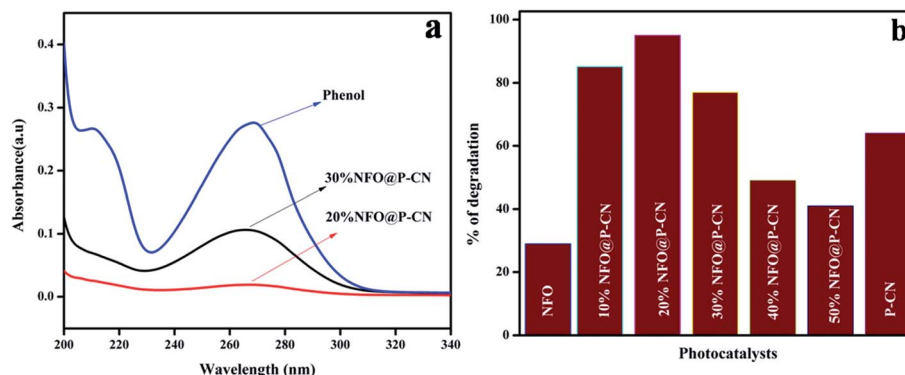 a
0.4
0.3
0.2
0.1
0.0
Absorbance(a.u)
Phenol
30%NFO@P-CN
20%NFO@P-CN
200 220 240 260 280 300 320 340
Wavelength (nm)
b
100
80
60
40
20
0
% of degradation
NFO
10% NFO@P-CN
20% NFO@P-CN
30% NFO@P-CN
40% NFO@P-CN
50% NFO@P-CN
P-CN
Photocatalysts